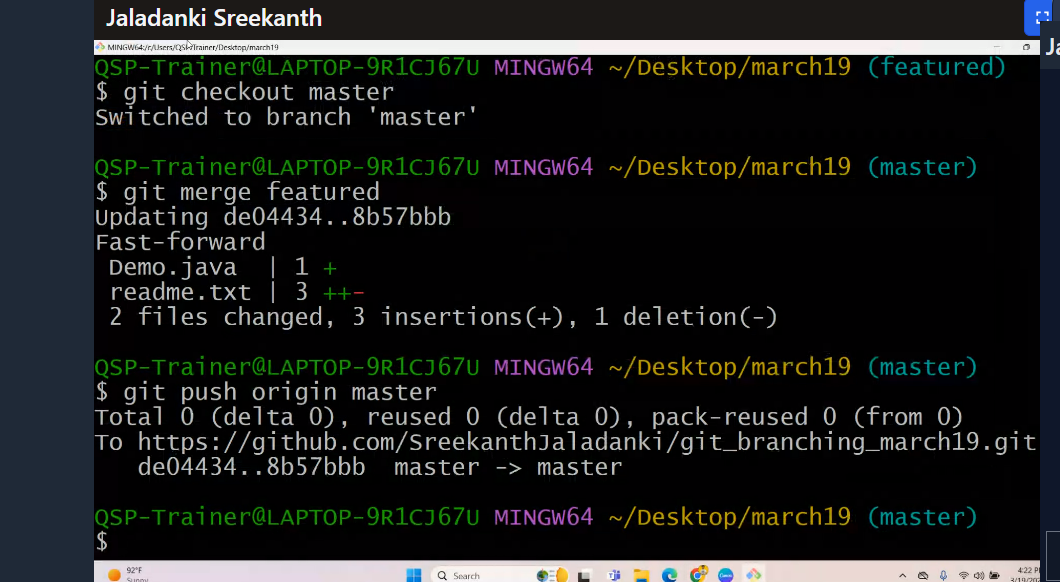 Jaladanki Sreekanth
MINGW64:/c/Users/QSP-Trainer/Desktop/march19
QSP-Trainer@LAPTOP-9R1CJ67U MINGW64 ~/Desktop/march19 (featured)
$ git checkout master
Switched to branch 'master'
QSP-Trainer@LAPTOP-9R1CJ67U MINGW64 ~/Desktop/march19 (master)
$ git merge featured
Updating de04434..8b57bbb
Fast-forward
Demo.java | 1 +
readme.txt | 3 ++-
2 files changed, 3 insertions(+), 1 deletion(-)
QSP-Trainer@LAPTOP-9R1CJ67U MINGW64 ~/Desktop/march19 (master)
$ git push origin master
Total 0 (delta 0), reused 0 (delta 0), pack-reused 0 (from 0)
To https://github.com/SreekanthJaladanki/git_branching_march19.git
de04434..8b57bbb master -> master
QSP-Trainer@LAPTOP-9R1CJ67U MINGW64 ~/Desktop/march19 (master)
$
92°F
Sunny
Search
4:22 P
3/19/20